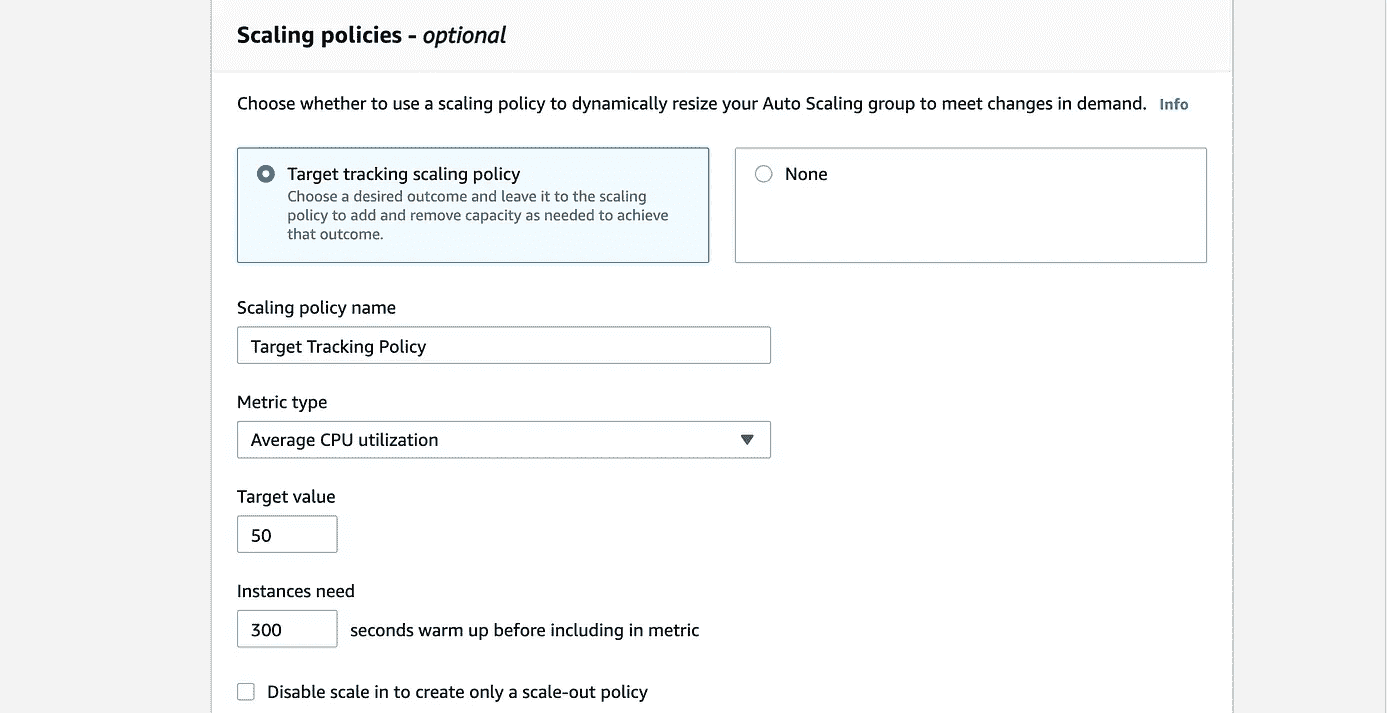 Scaling policies - optional
Choose whether to use a scaling policy to dynamically resize your Auto Scaling group to meet changes in demand. Info
Target tracking scaling policy
Choose a desired outcome and leave it to the scaling
policy to add and remove capacity as needed to achieve
that outcome.
None
Scaling policy name
Target Tracking Policy
Metric type
Average CPU utilization
Target value
50
Instances need
300 seconds warm up before including in metric
Disable scale in to create only a scale-out policy